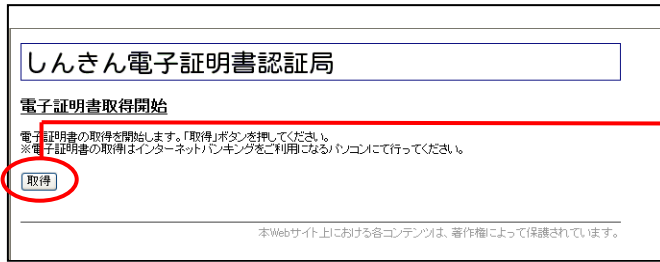 しんきん電子証明書認証局
電子証明書取得開始
電子証明書の取得を開始します。「取得」ボタンを押してください。
※電子証明書の取得はインターネットバンキングをご利用になるパソコンにて行ってください。
取得
本Webサイト上における各コンテンツは、著作権によって保護されています。